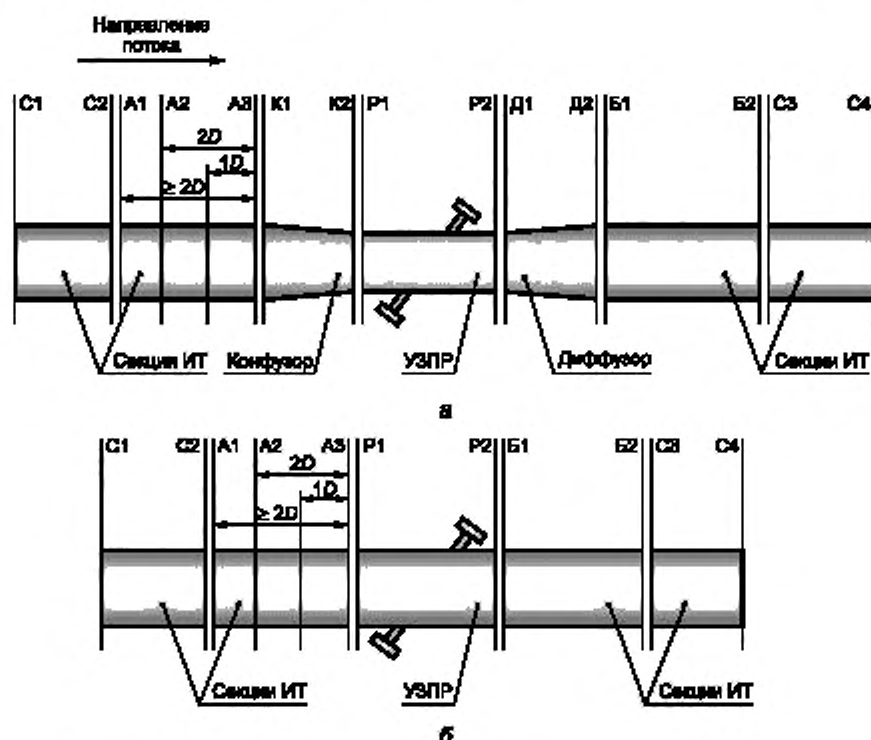 Направление
потока
С1 С2 А1 А2 А3 К1 К2 Р1 Р2 Д1 Д2 Б1 Б2 С3 С4
2D
1D
≥ 2D
Секции ИТ Конфузор УЗПР Диффузор Секции ИТ
а
С1 С2 А1 А2 А3 Р1 Р2 Б1 Б2 С3 С4
2D
1D
≥ 2D
Секции ИТ УЗПР Секции ИТ
б